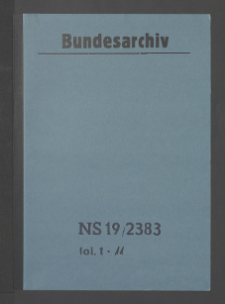 Bundesarchiv
NS 19/2383
fol. 1 - 11